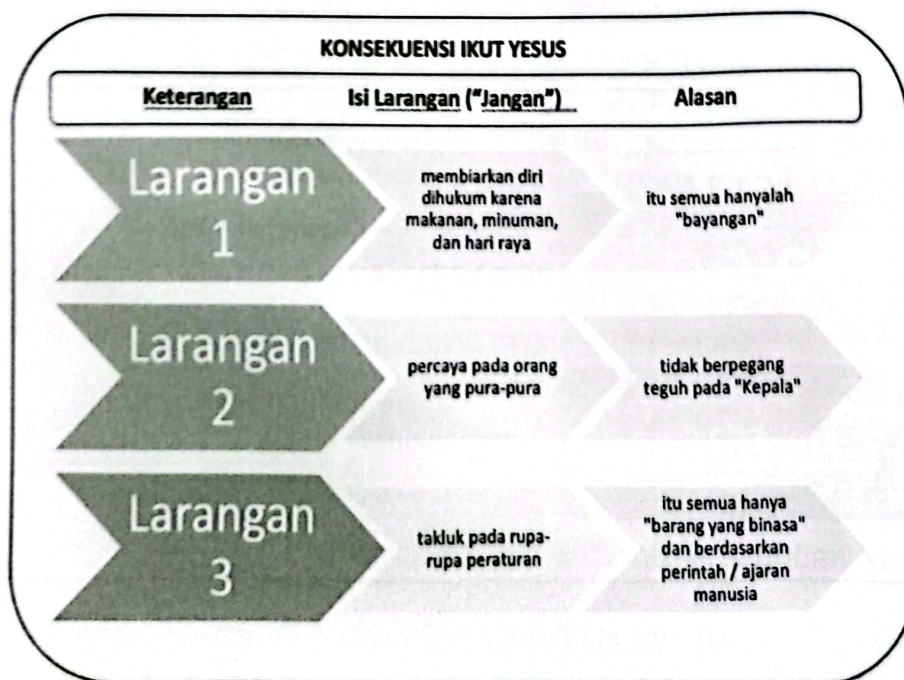 KONSEKUENSI IKUT YESUS
Keterangan Isi Larangan ("Jangan") Alasan
Larangan
1
membiarkan diri
dihukum karena
makanan, minuman,
dan hari raya
itu semua hanyalah
"bayangan"
Larangan
2
percaya pada orang
yang pura-pura
tidak berpegang
teguh pada "Kepala"
Larangan
3
takluk pada rupa-
rupa peraturan
itu semua hanya
"barang yang binasa"
dan berdasarkan
perintah / ajaran
manusia